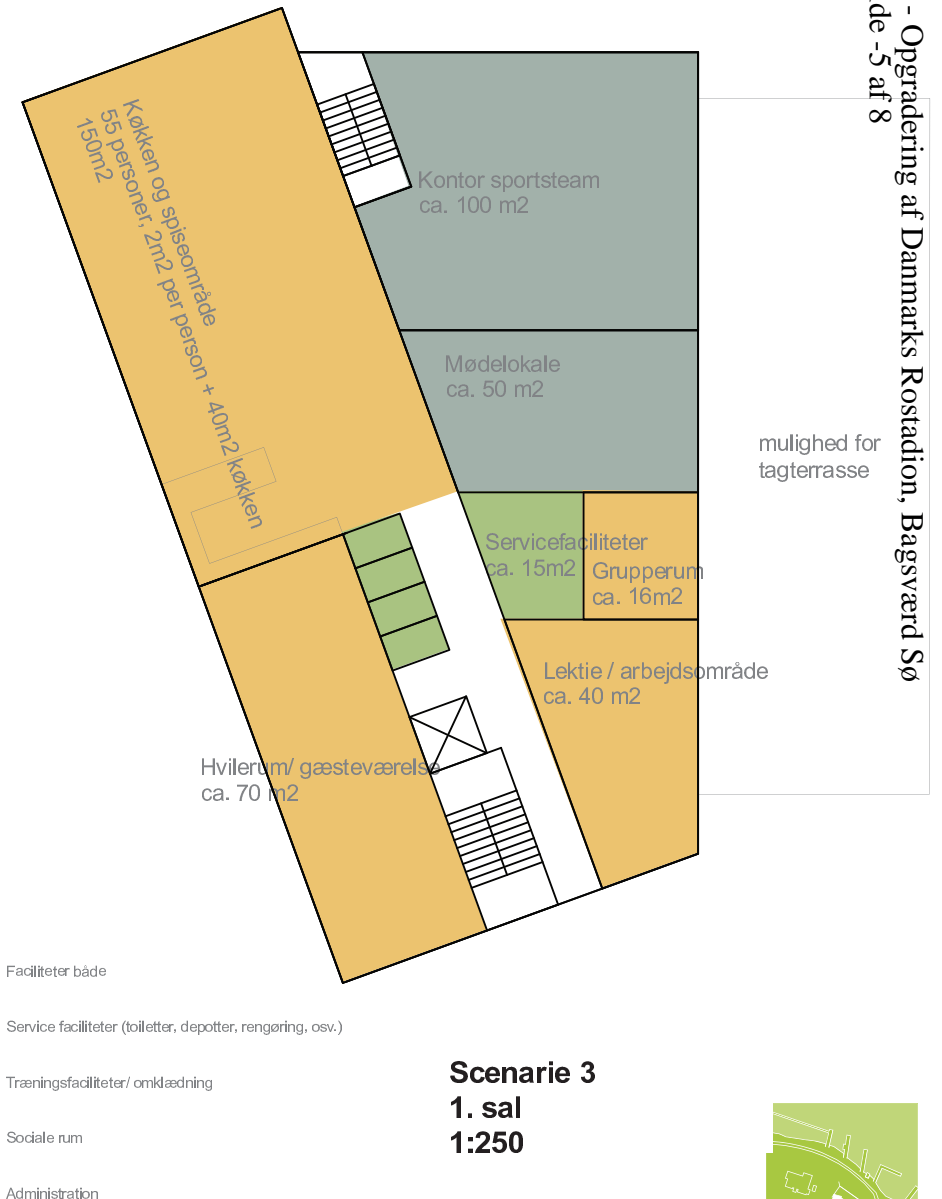 - Opgradering af Danmarks Rostadion, Bagsværd Sø
de -5 af 8
Køkken og spiseområde
55 personer, 2m2 per person + 40m2 køkken
150m2
Kontor sportsteam
ca. 100 m2
Mødelokale
ca. 50 m2
mulighed for
tagterrasse
Servicefaciliteter
ca. 15m2
Grupperum
ca. 16m2
Lektie / arbejdsområde
ca. 40 m2
Hvilerum/ gæsteværelse
ca. 70 m2
Faciliteter både
Service faciliteter (toiletter, depotter, rengøring, osv.)
Træningsfaciliteter/ omklædning
Sociale rum
Administration
Scenarie 3
1. sal
1:250